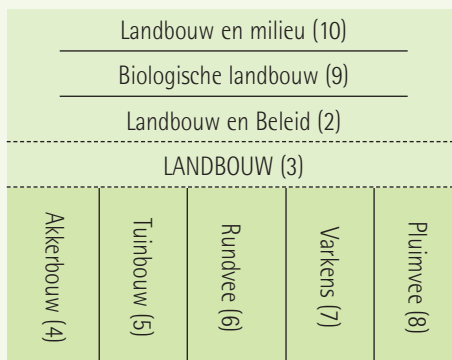 Landbouw en milieu (10)
Biologische landbouw (9)
Landbouw en Beleid (2)
LANDBOUW (3)
Akkerbouw (4)
Tuinbouw (5)
Rundvee (6)
Varkens (7)
Pluimvee (8)